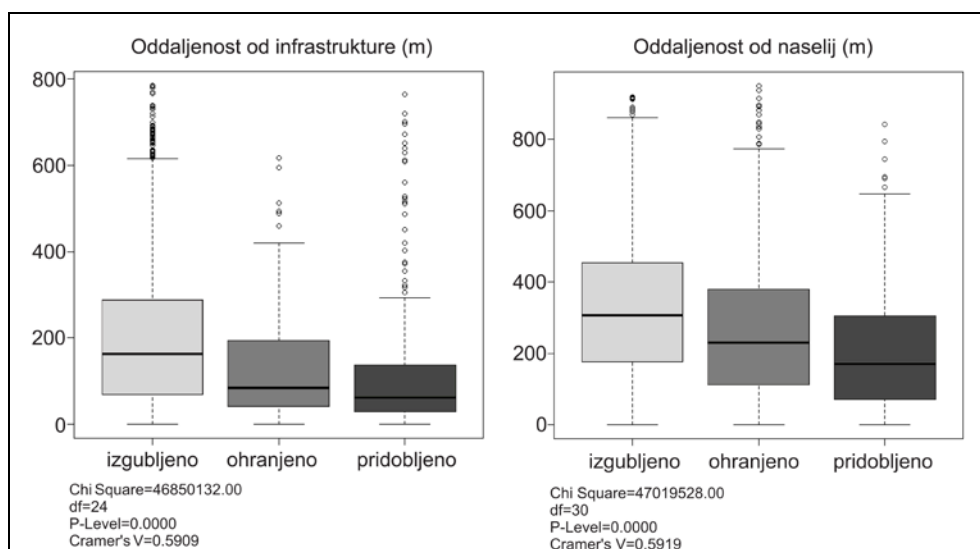 Oddaljenost od infrastrukture (m)
800
600
400
200
0
izgubljeno ohranjeno pridobljeno
Chi Square=46850132.00
df=24
P-Level=0.0000
Cramer's V=0.5909
Oddaljenost od naselij (m)
800
600
400
200
0
izgubljeno ohranjeno pridobljeno
Chi Square=47019528.00
df=30
P-Level=0.0000
Cramer's V=0.5919